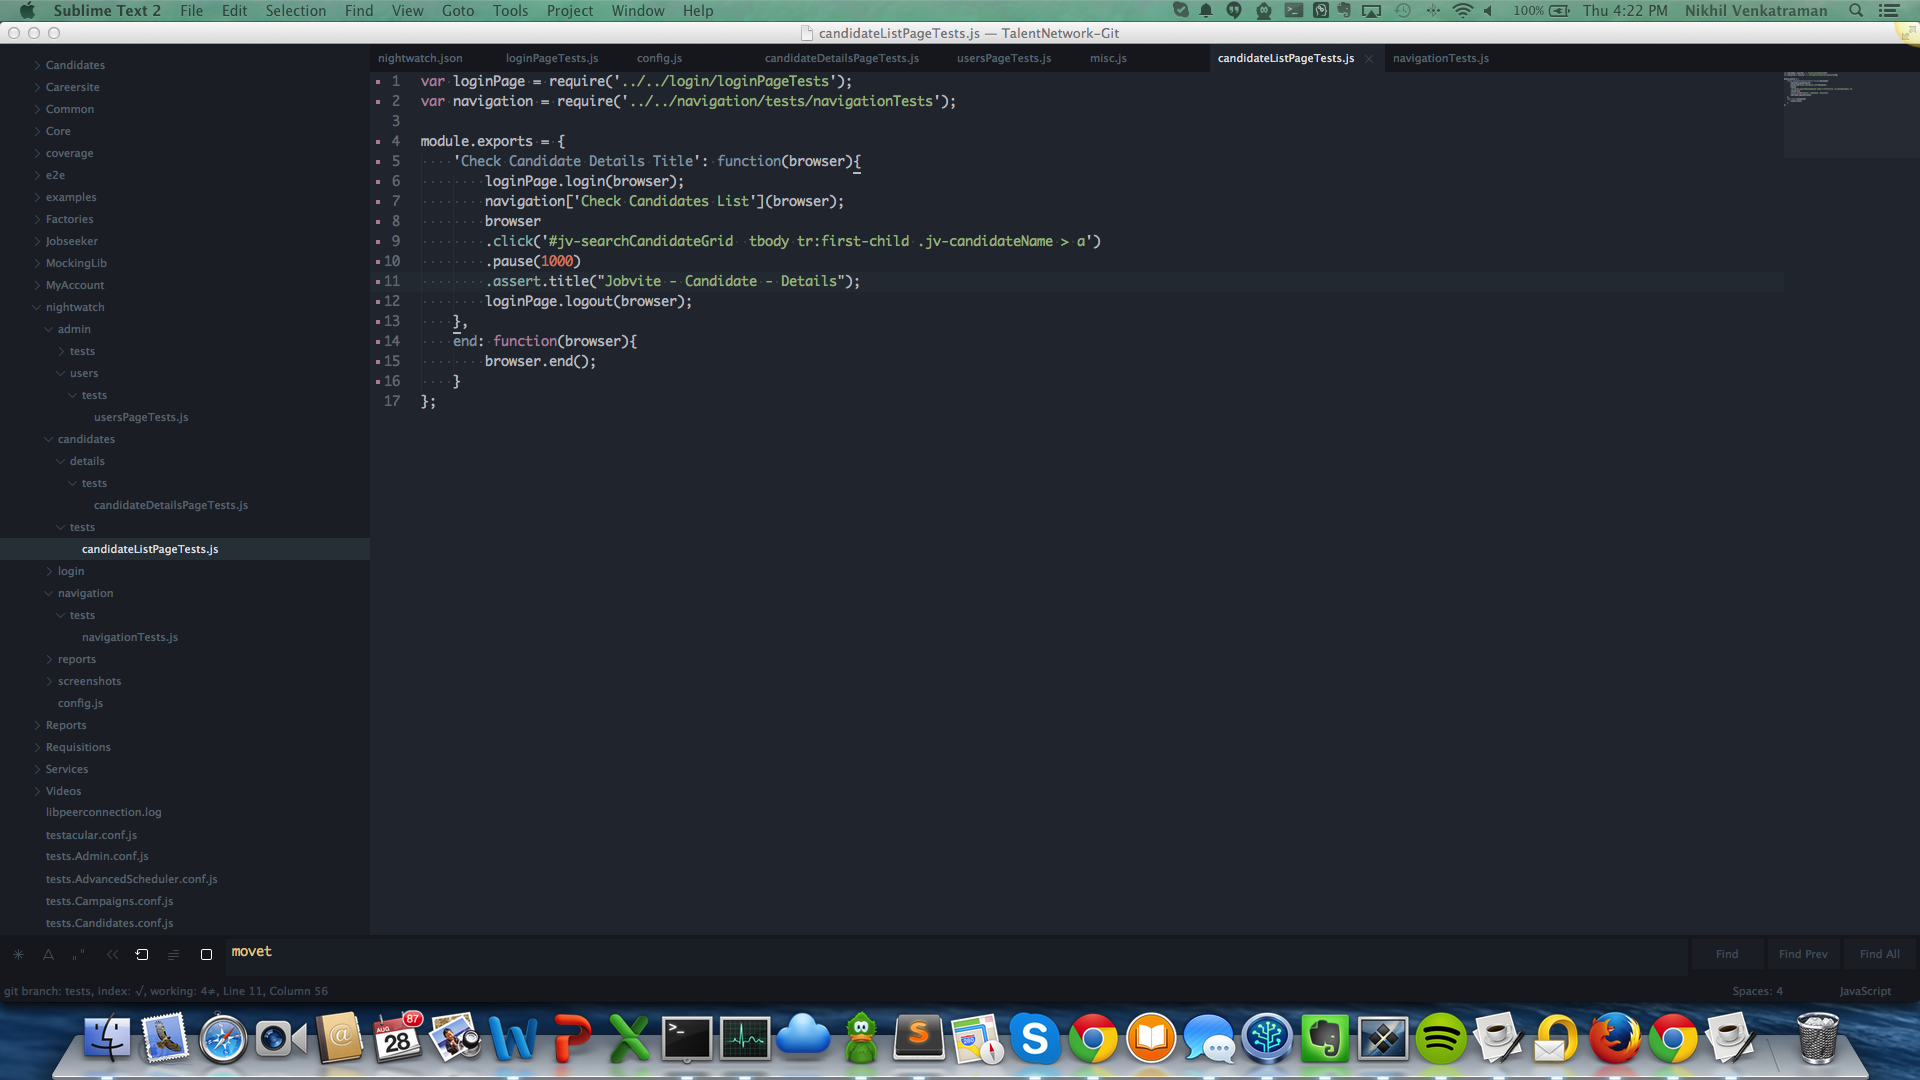 Sublime Text 2 File Edit Selection Find View Goto Tools Project Window Help 100% Thu 4:22 PM Nikhil Venkatraman
candidateListPageTests.js — TalentNetwork-Git
nightwatch.json loginPageTests.js config.js candidateDetailsPageTests.js usersPageTests.js misc.js candidateListPageTests.js navigationTests.js
Candidates
Careersite
Common
Core
coverage
e2e
examples
Factories
Jobseeker
MockingLib
MyAccount
nightwatch
admin
tests
users
tests
usersPageTests.js
candidates
details
tests
candidateDetailsPageTests.js
tests
candidateListPageTests.js
login
navigation
tests
navigationTests.js
reports
screenshots
config.js
Reports
Requisitions
Services
Videos
libpeerconnection.log
testacular.conf.js
tests.Admin.conf.js
tests.AdvancedScheduler.conf.js
tests.Campaigns.conf.js
tests.Candidates.conf.js
1 var loginPage = require('../../login/loginPageTests');
2 var navigation = require('../../navigation/tests/navigationTests');
3
4 module.exports = {
5 'Check Candidate Details Title': function(browser){
6 loginPage.login(browser);
7 navigation['Check Candidates List'](browser);
8 browser
9 .click('#jv-searchCandidateGrid  tbody tr:first-child .jv-candidateName > a')
10 .pause(1000)
11 .assert.title("Jobvite - Candidate - Details");
12 loginPage.logout(browser);
13 },
14 end: function(browser){
15 browser.end();
16 }
17 };
movet
Find Find Prev Find All
git branch: tests, index: √, working: 4≠, Line 11, Column 56 Spaces: 4 JavaScript
AUG
28
87
280